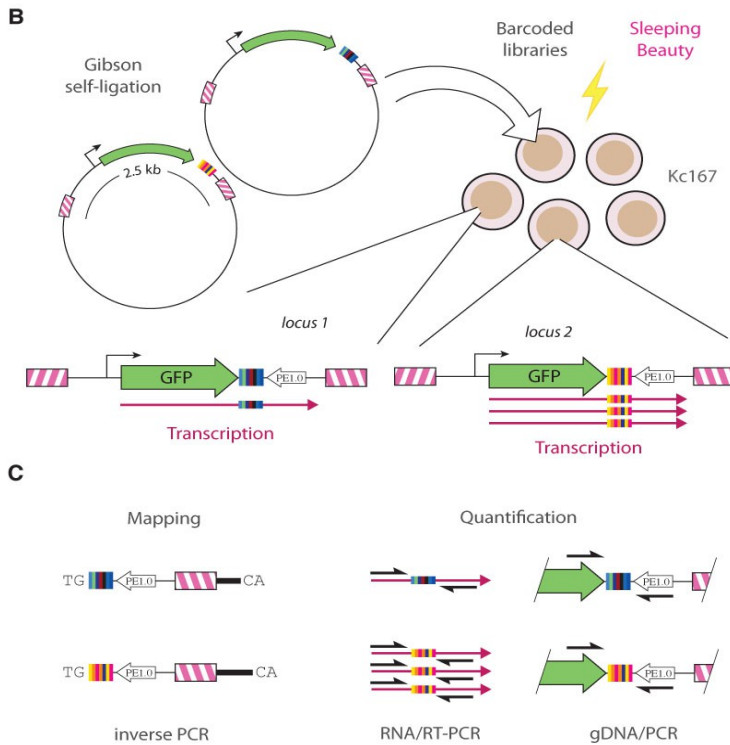 B
Gibson
self-ligation
2.5 kb
Barcoded
libraries
Sleeping
Beauty
Kc167
locus 1
locus 2
GFP
PE1.0
GFP
PE1.0
Transcription
Transcription
C
Mapping
Quantification
TG
PE1.0
CA
PE1.0
TG
PE1.0
CA
PE1.0
inverse PCR
RNA/RT-PCR
gDNA/PCR